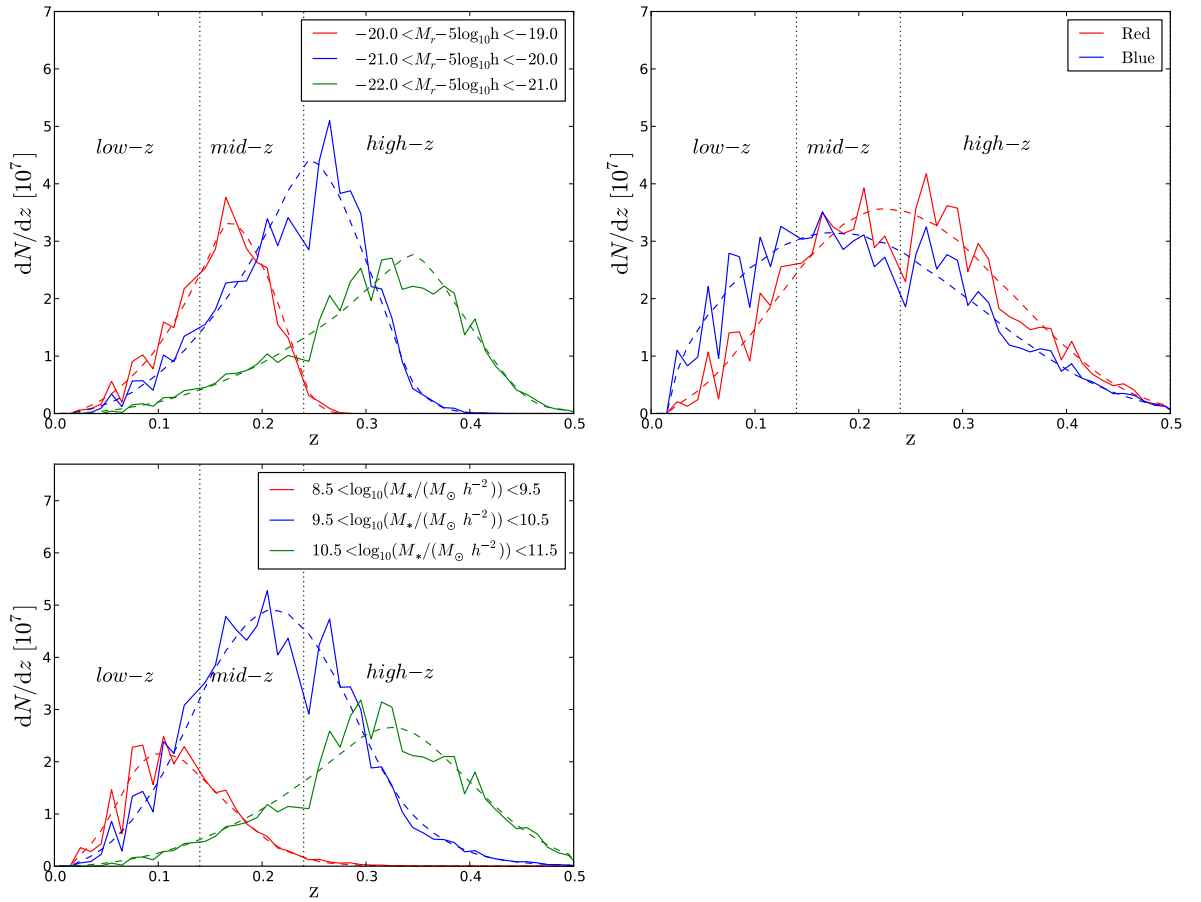 7
6
5
4
3
2
1
0
dN/dz [10^7]
−20.0<M_r−5log_10h<−19.0
−21.0<M_r−5log_10h<−20.0
−22.0<M_r−5log_10h<−21.0
low−z
mid−z
high−z
0.0 0.1 0.2 0.3 0.4 0.5
z
7
6
5
4
3
2
1
0
dN/dz [10^7]
Red
Blue
low−z
mid−z
high−z
0.0 0.1 0.2 0.3 0.4 0.5
z
7
6
5
4
3
2
1
0
dN/dz [10^7]
8.5<log_10(M_*/(M_⊙ h^−2))<9.5
9.5<log_10(M_*/(M_⊙ h^−2))<10.5
10.5<log_10(M_*/(M_⊙ h^−2))<11.5
low−z
mid−z
high−z
0.0 0.1 0.2 0.3 0.4 0.5
z